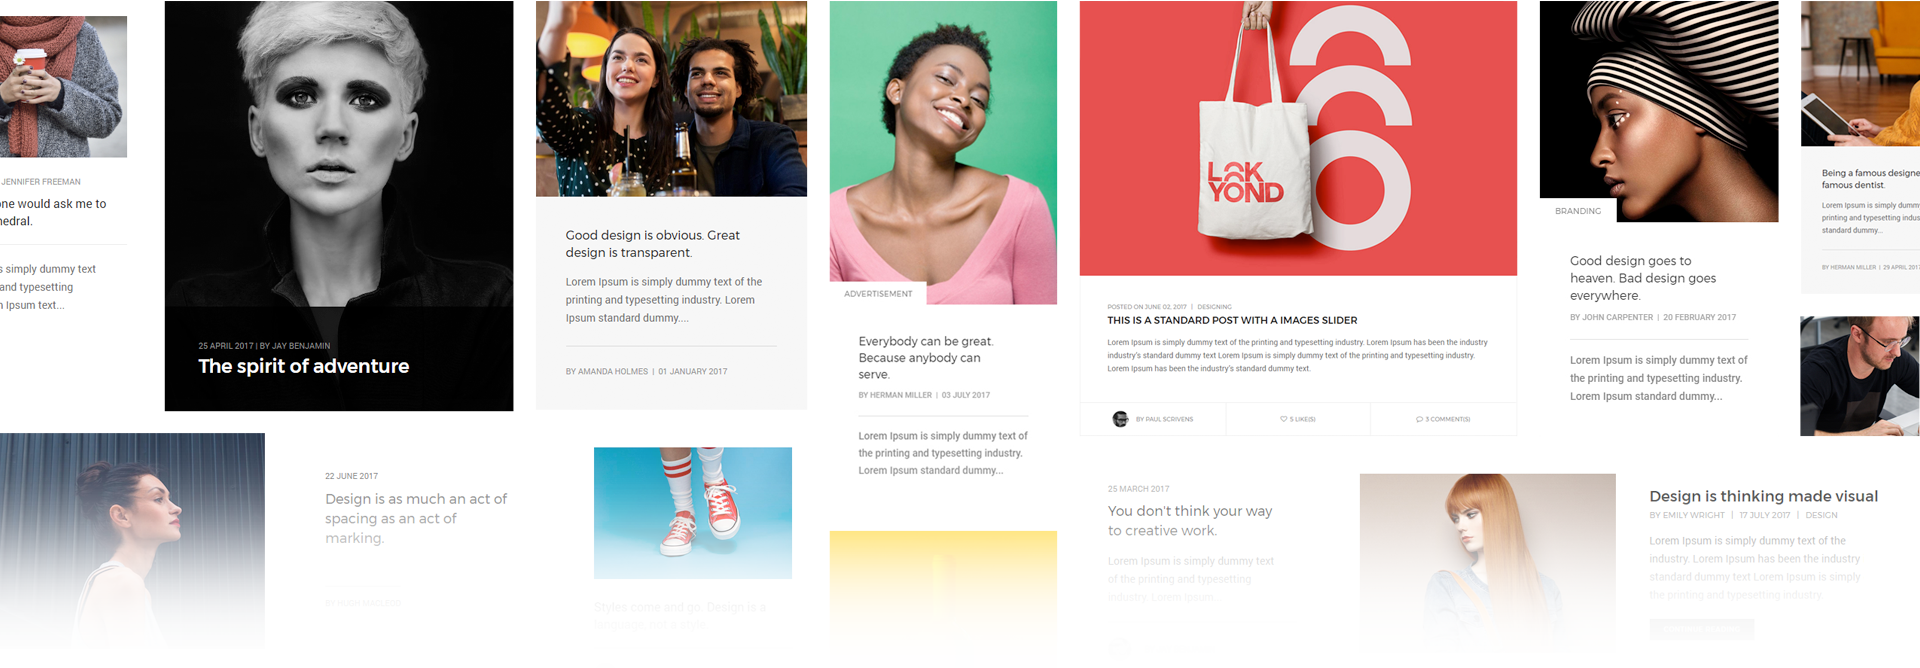 JENNIFER FREEMAN
one would ask me to
hedral.
s simply dummy text
and typesetting
n Ipsum text...
25 APRIL 2017 | BY JAY BENJAMIN
The spirit of adventure
Good design is obvious. Great
design is transparent.
Lorem Ipsum is simply dummy text of the
printing and typesetting industry. Lorem
Ipsum standard dummy....
BY AMANDA HOLMES | 01 JANUARY 2017
ADVERTISEMENT
Everybody can be great.
Because anybody can
serve.
BY HERMAN MILLER | 03 JULY 2017
Lorem Ipsum is simply dummy text of
the printing and typesetting industry.
Lorem Ipsum standard dummy...
LOK
YOND
POSTED ON JUNE 02, 2017 | DESIGNING
THIS IS A STANDARD POST WITH A IMAGES SLIDER
Lorem Ipsum is simply dummy text of the printing and typesetting industry. Lorem Ipsum has been the industry
industry's standard dummy text Lorem Ipsum is simply dummy text of the printing and typesetting industry.
Lorem Ipsum has been the industry's standard dummy text.
BY PAUL SCRIVENS
5 LIKE(S)
3 COMMENT(S)
BRANDING
Good design goes to
heaven. Bad design goes
everywhere.
BY JOHN CARPENTER | 20 FEBRUARY 2017
Lorem Ipsum is simply dummy text of
the printing and typesetting industry.
Lorem Ipsum standard dummy...
Being a famous designe
famous dentist.
Lorem Ipsum is simply dumm
printing and typesetting indus
standard dummy...
BY HERMAN MILLER | 29 APRIL 2017
22 JUNE 2017
Design is as much an act of
spacing as an act of
marking.
BY HUGH MACLEOD
Styles come and go. Design is a
language, not a style.
25 MARCH 2017
You don't think your way
to creative work.
Lorem Ipsum is simply dummy text
of the printing and typesetting
industry. Lorem Ipsum
Design is thinking made visual
BY EMILY WRIGHT | 17 JULY 2017 | DESIGN
Lorem Ipsum is simply dummy text of the
industry. Lorem Ipsum has been the industry
standard dummy text Lorem Ipsum is simply
the printing and typesetting industry.